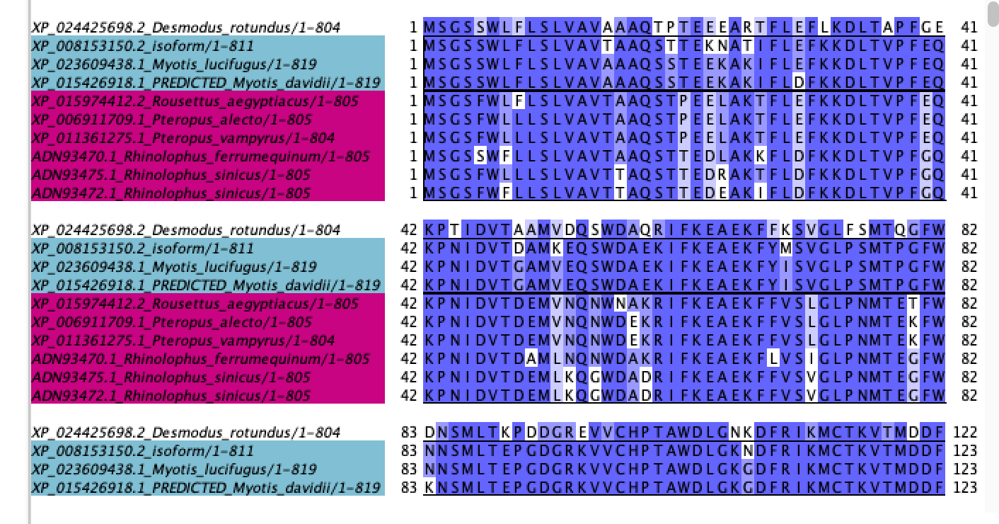 XP_024425698.2_Desmodus_rotundus/1-804 1 MSGSSWLFLSLVAVAAAQTPTEEEARTFLEFLKDLTAPFGE 41
XP_008153150.2_isoform/1-811 1 MSGSSWLFLSLVAVTAAQSTTEKNATIFLEFKKDLTVPFEQ 41
XP_023609438.1_Myotis_lucifugus/1-819 1 MSGSSWLFLSLVAVAAAQSSTEEKAKIFLEFKKDLTVPFEQ 41
XP_015426918.1_PREDICTED_Myotis_davidii/1-819 1 MSGSSWLFLSLVAVAAAQSSTEEKAKIFLDFKKDLTVPFEQ 41
XP_015974412.2_Rousettus_aegyptiacus/1-805 1 MSGSFWLFLSLVAVTAAQSTPEELAKTFLEFKKDLTVPFEQ 41
XP_006911709.1_Pteropus_alecto/1-805 1 MSGSFWLLLSLVAVTAAQSTPEELAKTFLEFKKDLTVPFEQ 41
XP_011361275.1_Pteropus_vampyrus/1-804 1 MSGSFWLLLSLVAVTAAQSTPEELAKTFLEFKKDLTVPFEQ 41
ADN93470.1_Rhinolophus_ferrumequinum/1-805 1 MSGSSWFLLSLVAVTAAQSTTEDLAKKFLDFKKDLTVPFGQ 41
ADN93475.1_Rhinolophus_sinicus/1-805 1 MSGSFWLLLSLVAVTTAQSTTEDRAKTFLDFKKDLTVPFGQ 41
ADN93472.1_Rhinolophus_sinicus/1-805 1 MSGSFWFLLSLVAVTTAQSTTEDEAKIFLDFKKDLTVPFGQ 41
XP_024425698.2_Desmodus_rotundus/1-804 42 KPTIDVTAAMVDQSWDAQRIFKEAEKFFKSVGLFSMTQGFW 82
XP_008153150.2_isoform/1-811 42 KPNIDVTDAMKEQSWDAEKIFKEAEKFYMSVGLPSMTPGFW 82
XP_023609438.1_Myotis_lucifugus/1-819 42 KPNIDVTGAMVEQSWDAEKIFKEAEKFYISVGLPSMTPGFW 82
XP_015426918.1_PREDICTED_Myotis_davidii/1-819 42 KPNIDVTGAMVEQSWDAEKIFKEAEKFYISVGLPSMTPGFW 82
XP_015974412.2_Rousettus_aegyptiacus/1-805 42 KPNIDVTDEMVNQNWNAKRIFKEAEKFFVSLGLPNMTETFW 82
XP_006911709.1_Pteropus_alecto/1-805 42 KPNIDVTDEMVNQNWDEKRIFKEAEKFFVSLGLPNMTEKFW 82
XP_011361275.1_Pteropus_vampyrus/1-804 42 KPNIDVTDEMVNQNWDEKRIFKEAEKFFVSLGLPNMTEKFW 82
ADN93470.1_Rhinolophus_ferrumequinum/1-805 42 KPNIDVTDAMLNQNWDAKRIFKEAEKFLVSIGLPNMTEGFW 82
ADN93475.1_Rhinolophus_sinicus/1-805 42 KPNIDVTDEMLKQGWDADRIFKEAEKFFVSVGLPNMTEGFW 82
ADN93472.1_Rhinolophus_sinicus/1-805 42 KPNIDVTDEMLKQGWDADRIFKEAEKFFVSVGLPNMTEGFW 82
XP_024425698.2_Desmodus_rotundus/1-804 83 DNSMLTKPDDGREVVCHPTAWDLGNKDFRIKMCTKVTMDDF 122
XP_008153150.2_isoform/1-811 83 NNSMLTEPGDGRKVVCHPTAWDLGKNDFRIKMCTKVTMDDF 123
XP_023609438.1_Myotis_lucifugus/1-819 83 NNSMLTEPGDGRKVVCHPTAWDLGKGDFRIKMCTKVTMDDF 123
XP_015426918.1_PREDICTED_Myotis_davidii/1-819 83 KNSMLTEPGDGRKVVCHPTAWDLGKGDFRIKMCTKVTMDDF 123